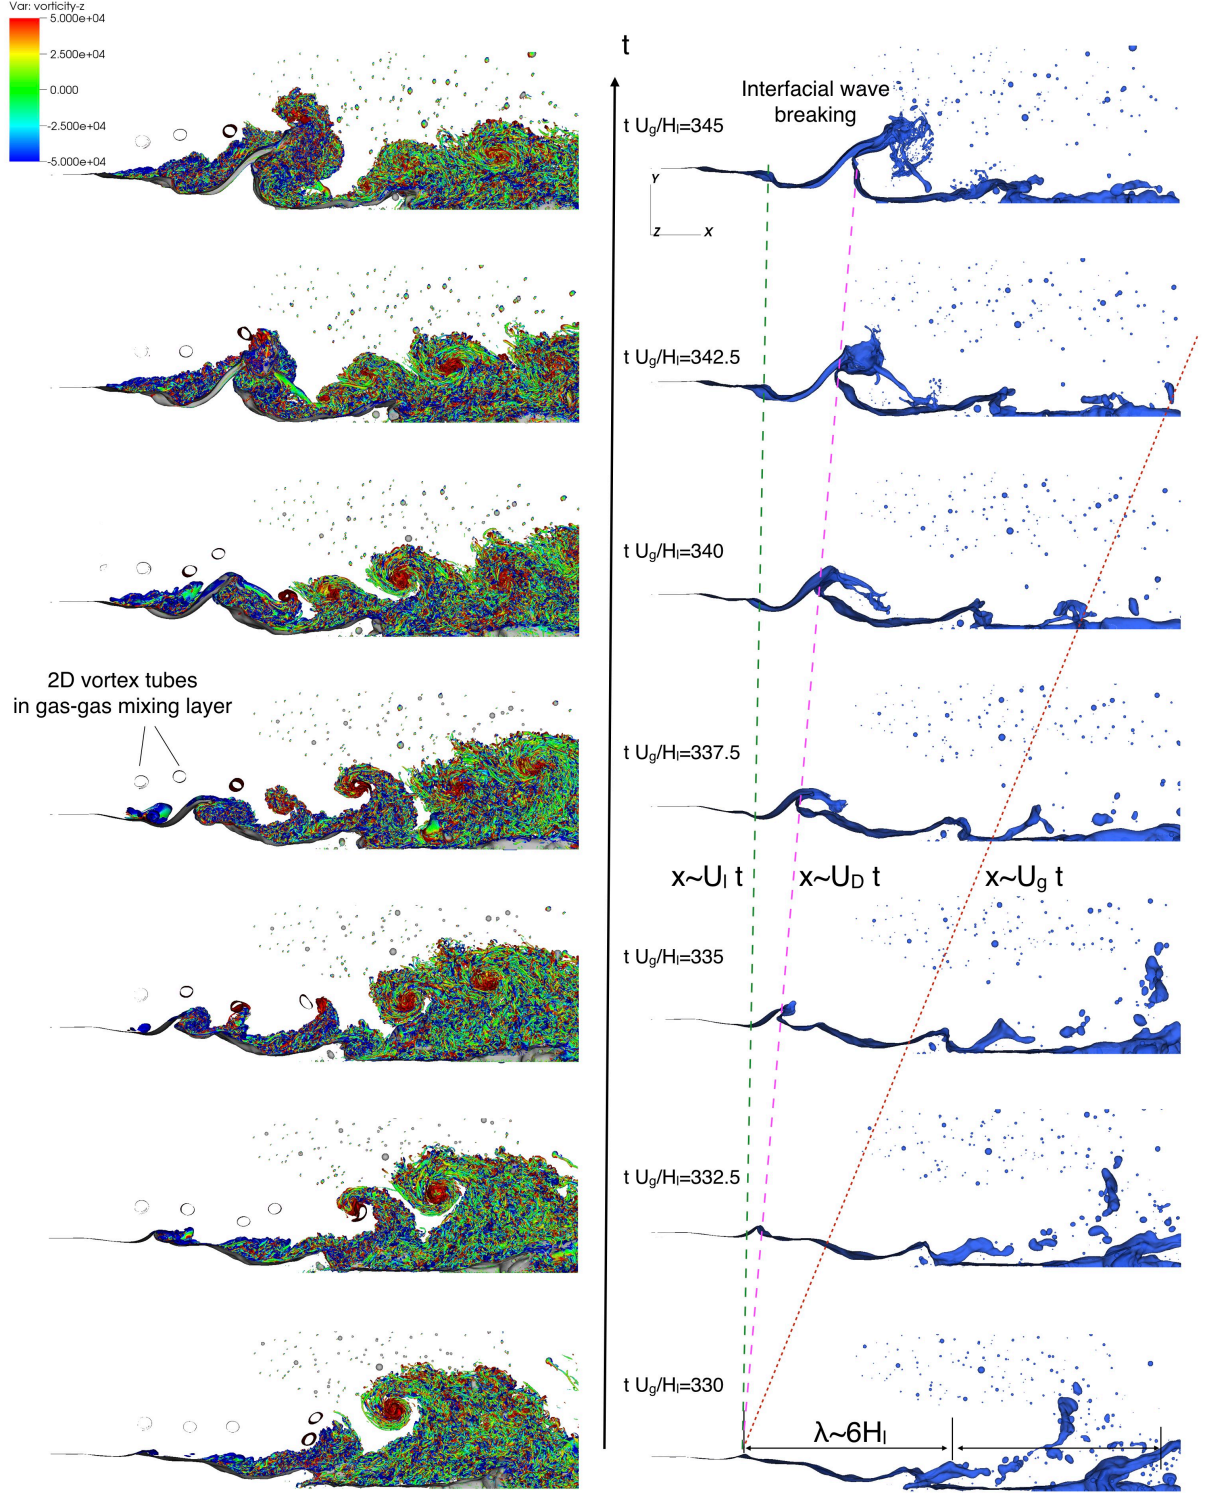 Var: vorticity-z
5.000e+04
2.500e+04
0.000
-2.500e+04
-5.000e+04
t
Interfacial wave
breaking
t Ug/Hl=345
Y
Z X
t Ug/Hl=342.5
t Ug/Hl=340
2D vortex tubes
in gas-gas mixing layer
t Ug/Hl=337.5
x~Ul t
x~UD t
x~Ug t
t Ug/Hl=335
t Ug/Hl=332.5
t Ug/Hl=330
λ~6Hl